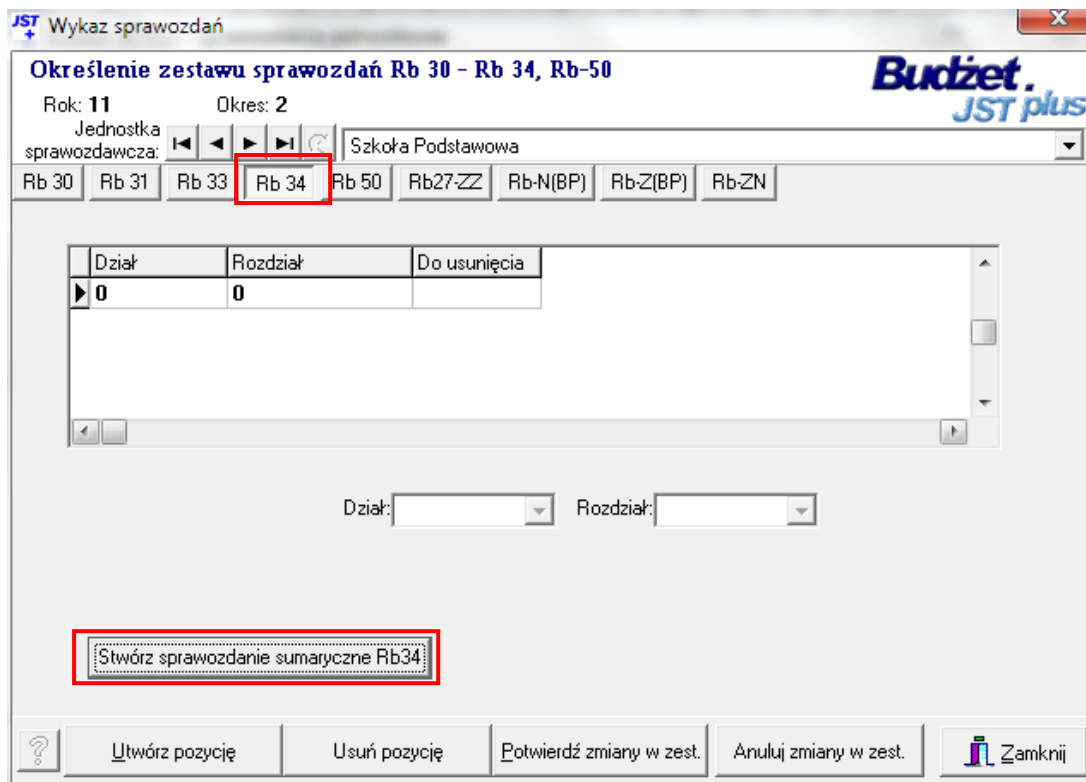 JST + Wykaz sprawozdań
Określenie zestawu sprawozdań Rb 30 - Rb 34, Rb-50
Budżet.
JST plus
Rok: 11 Okres: 2
Jednostka
sprawozdawcza: Szkoła Podstawowa
Rb 30 Rb 31 Rb 33 Rb 34 Rb 50 Rb27-ZZ Rb-N(BP) Rb-Z(BP) Rb-ZN
Dział Rozdział Do usunięcia
0 0
Dział: Rozdział:
Stwórz sprawozdanie sumaryczne Rb34
? Utwórz pozycję Usuń pozycję Potwierdź zmiany w zest. Anuluj zmiany w zest. Zamknij